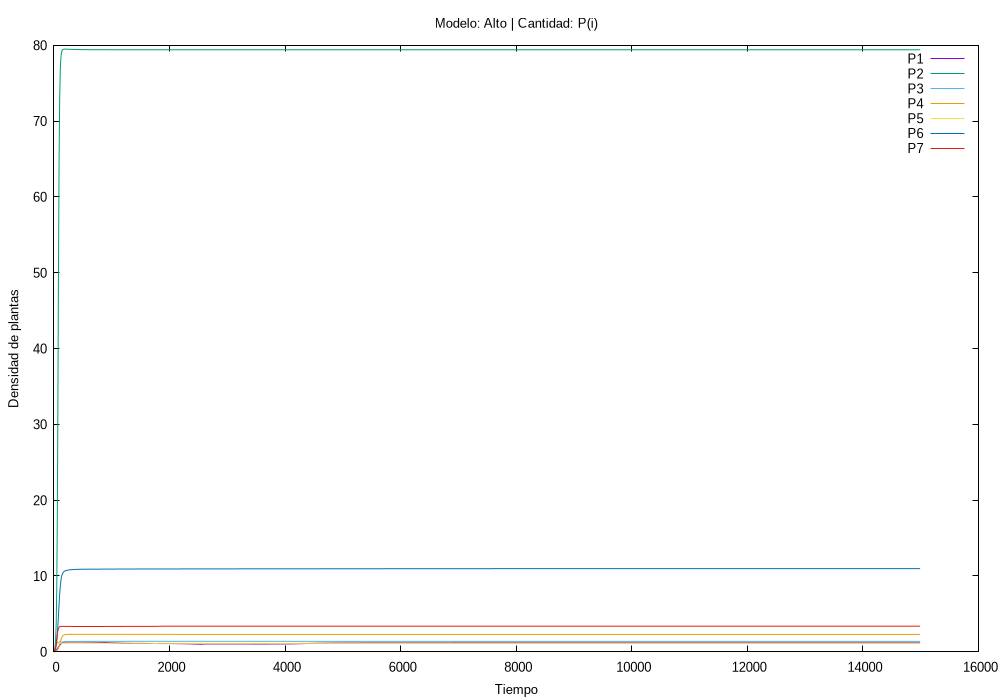 Modelo: Alto | Cantidad: P(i)
80
70
60
50
40
30
20
10
0
P1
P2
P3
P4
P5
P6
P7
Densidad de plantas
0 2000 4000 6000 8000 10000 12000 14000 16000
Tiempo